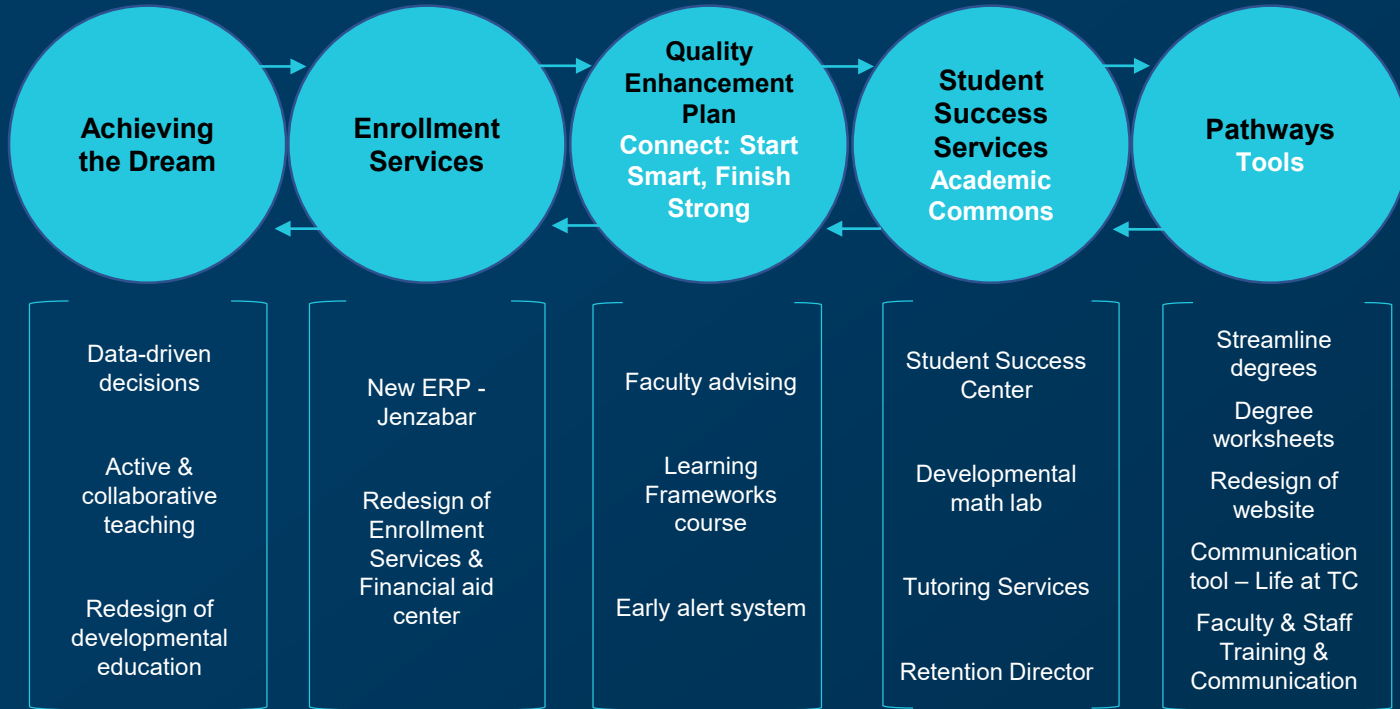 Achieving
the Dream
Enrollment
Services
Quality
Enhancement
Plan
Connect: Start
Smart, Finish
Strong
Student
Success
Services
Academic
Commons
Pathways
Tools
Data-driven
decisions
Active &
collaborative
teaching
Redesign of
developmental
education
New ERP -
Jenzabar
Redesign of
Enrollment
Services &
Financial aid
center
Faculty advising
Learning
Frameworks
course
Early alert system
Student Success
Center
Developmental
math lab
Tutoring Services
Retention Director
Streamline
degrees
Degree
worksheets
Redesign of
website
Communication
tool – Life at TC
Faculty & Staff
Training &
Communication